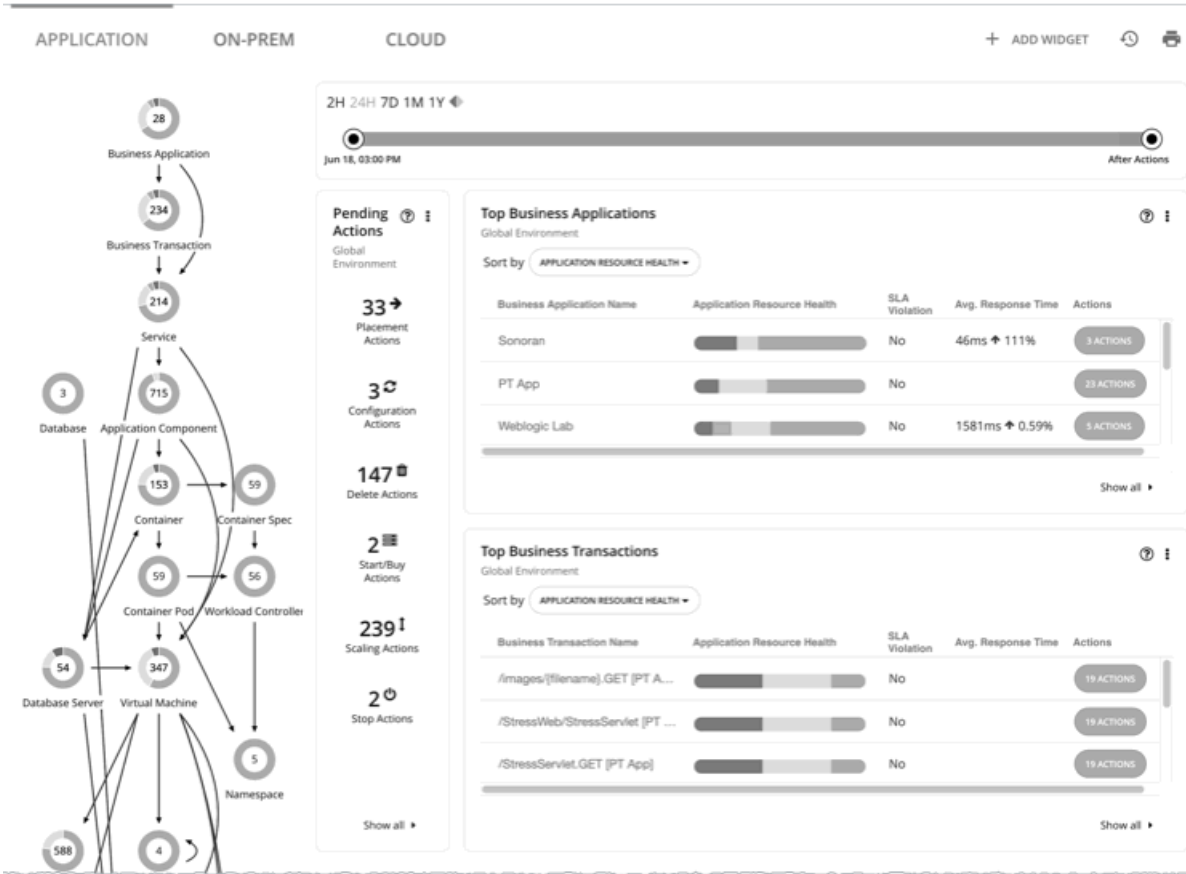 APPLICATION
ON-PREM
CLOUD
+ ADD WIDGET
28
Business Application
234
Business Transaction
214
Service
3
Database
715
Application Component
153
Container
59
Container Spec
59
Container Pod
56
Workload Controller
54
Database Server
347
Virtual Machine
5
Namespace
588
4
2H 24H 7D 1M 1Y
Jun 18, 03:00 PM
After Actions
Pending
Actions
Global
Environment
33
Placement
Actions
3
Configuration
Actions
147
Delete Actions
2
Start/Buy
Actions
239
Scaling Actions
2
Stop Actions
Show all
Top Business Applications
Global Environment
Sort by APPLICATION RESOURCE HEALTH
Business Application Name Application Resource Health SLA Violation Avg. Response Time Actions
Sonoran No 46ms 111% 3 ACTIONS
PT App No 23 ACTIONS
Weblogic Lab No 1581ms 0.59% 5 ACTIONS
Show all
Top Business Transactions
Global Environment
Sort by APPLICATION RESOURCE HEALTH
Business Transaction Name Application Resource Health SLA Violation Avg. Response Time Actions
/images/{filename}.GET [PT A... No 19 ACTIONS
/StressWeb/StressServlet [PT ... No 19 ACTIONS
/StressServlet.GET [PT App] No 19 ACTIONS
Show all